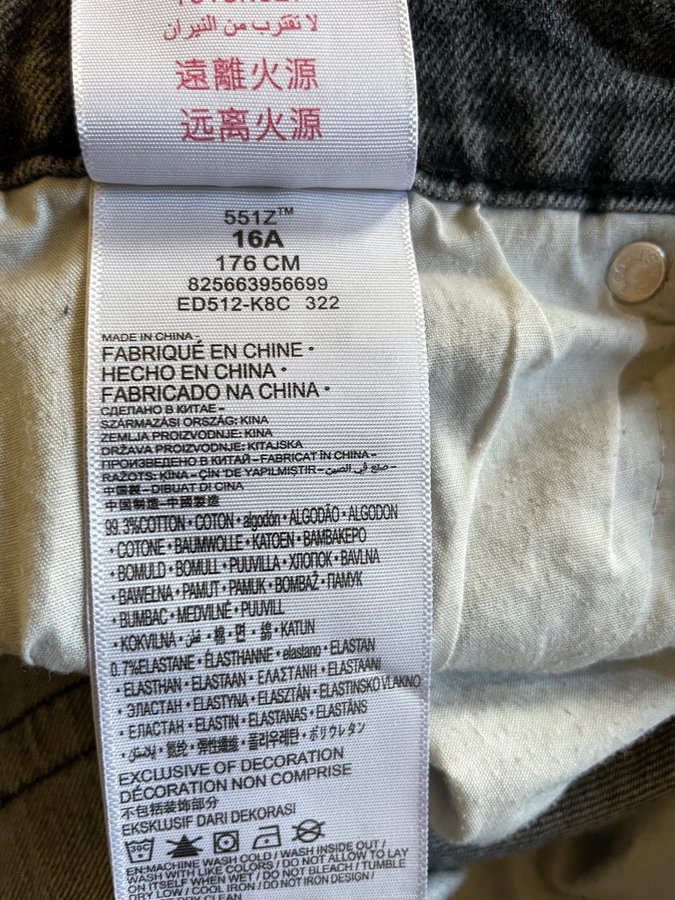 لا تقترب من النيران
遠離火源
远离火源
551Z™
16A
176 CM
825663956699
ED512-K8C 322
MADE IN CHINA -
FABRIQUÉ EN CHINE •
HECHO EN CHINA •
FABRICADO NA CHINA •
СДЕЛАНО В КИТАЕ –
SZÁRMAZÁSI ORSZÁG: KINA
ZEMLJA PROIZVODNJE: KINA
DRŽAVA PROIZVODNJE: KITAJSKA
ПРОИЗВЕДЕНО В КИТАЙ - FABRICAT ÎN CHINA –
RAŽOTS: ĶĪNA - ÇİN' DE YAPILMIŞTIR – صنع في الصين -
中国製 - DIBUAT DI CINA
中国制造 - 中國製造
99.3%COTTON • COTON • algodón • ALGODÃO • ALGODON
• COTONE • BAUMWOLLE • KATOEN • ΒΑΜΒΑΚΕΡΟ
• BOMULD • BOMULL • PUUVILLA • ХЛОПОК • BAVLNA
• BAWEŁNA • PAMUT • PAMUK • BOMBAŽ • ПАМУК
• BUMBAC • MEDVILNĖ • PUUVILL
• KOKVILNA • قطن • 棉 • 면 • 綿 • KATUN
0.7%ELASTANE • ÉLASTHANNE • elastano • ELASTAN
• ELASTHAN • ELASTAAN • ΕΛΑΣΤΑΝΗ • ELASTAANI
• ЭЛАСТАН • ELASTYNA • ELASZTÁN • ELASTINSKO VLAKNO
• ЕЛАСТАН • ELASTIN • ELASTANAS • ELASTĀNS
• 氨纶 • 彈性纖維 • 폴리우레탄 • ポリウレタン
EXCLUSIVE OF DECORATION
DÉCORATION NON COMPRISE
不包括装饰部分
EKSKLUSIF DARI DEKORASI
30C
EN:MACHINE WASH COLD / WASH INSIDE OUT /
WASH WITH LIKE COLORS / DO NOT ALLOW TO LAY
ON ITSELF WHEN WET / DO NOT BLEACH / TUMBLE
DRY LOW / COOL IRON / DO NOT IRON DESIGN /
CLEAN